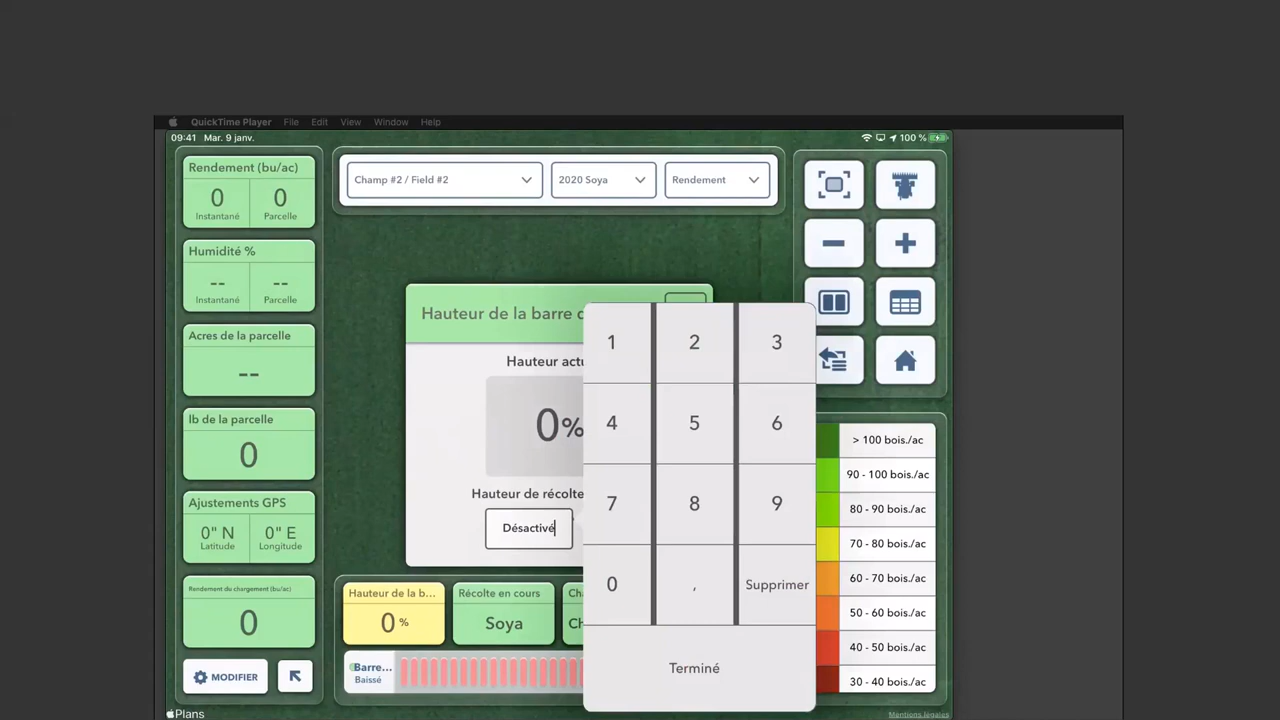 QuickTime Player File Edit View Window Help
09:41 Mar. 9 janv.
100 %
Rendement (bu/ac)
0 0
Instantané Parcelle
Humidité %
-- --
Instantané Parcelle
Acres de la parcelle
--
lb de la parcelle
0
Ajustements GPS
0" N 0" E
Latitude Longitude
Rendement du chargement (bu/ac)
0
MODIFIER
Plans
Champ #2 / Field #2
2020 Soya
Rendement
Hauteur de la barre
Hauteur actu
0%
Hauteur de récolte
Désactivé
1 2 3
4 5 6
7 8 9
0 , Supprimer
Terminé
Hauteur de la b...
0 %
Récolte en cours
Soya
Barre...
Baissé
> 100 bois./ac
90 - 100 bois./ac
80 - 90 bois./ac
70 - 80 bois./ac
60 - 70 bois./ac
50 - 60 bois./ac
40 - 50 bois./ac
30 - 40 bois./ac
Mentions légales